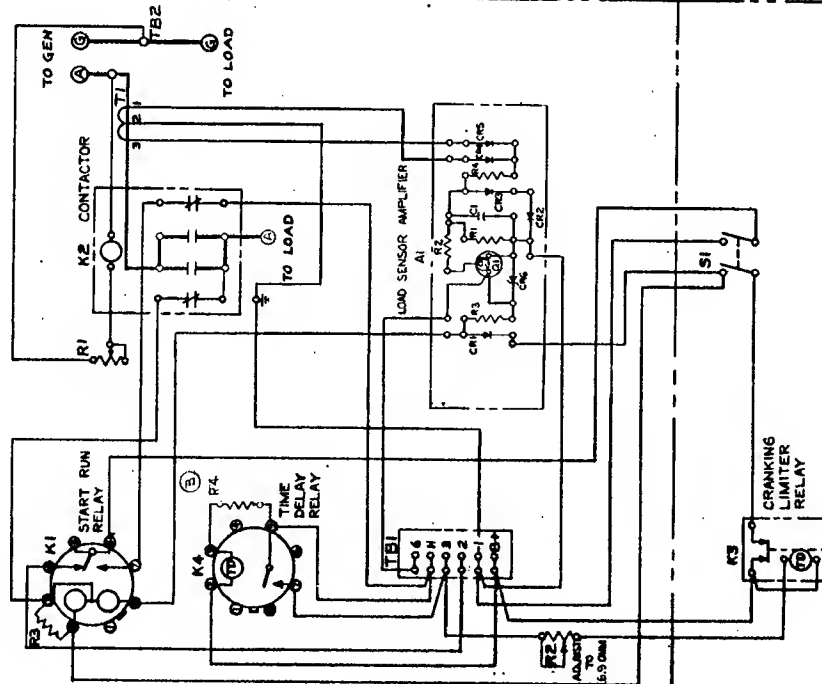 TO GEN
G
TB2
G
TO LOAD
A
T1
1
2
3
CONTACTOR
K2
A
TO LOAD
R1
LOAD SENSOR AMPLIFIER
A1
CR5
R4
CR3
C1
CR2
R2
R1
Q1
CR6
R3
CR1
S1
K1
START RUN
RELAY
R3
B
R4
TIME
DELAY
RELAY
K4
TD
TB1
6
H
3
2
1
B+
R2
ADJUST
TO
6.9 OHM
CRANKING
LIMITER
RELAY
K3
TD